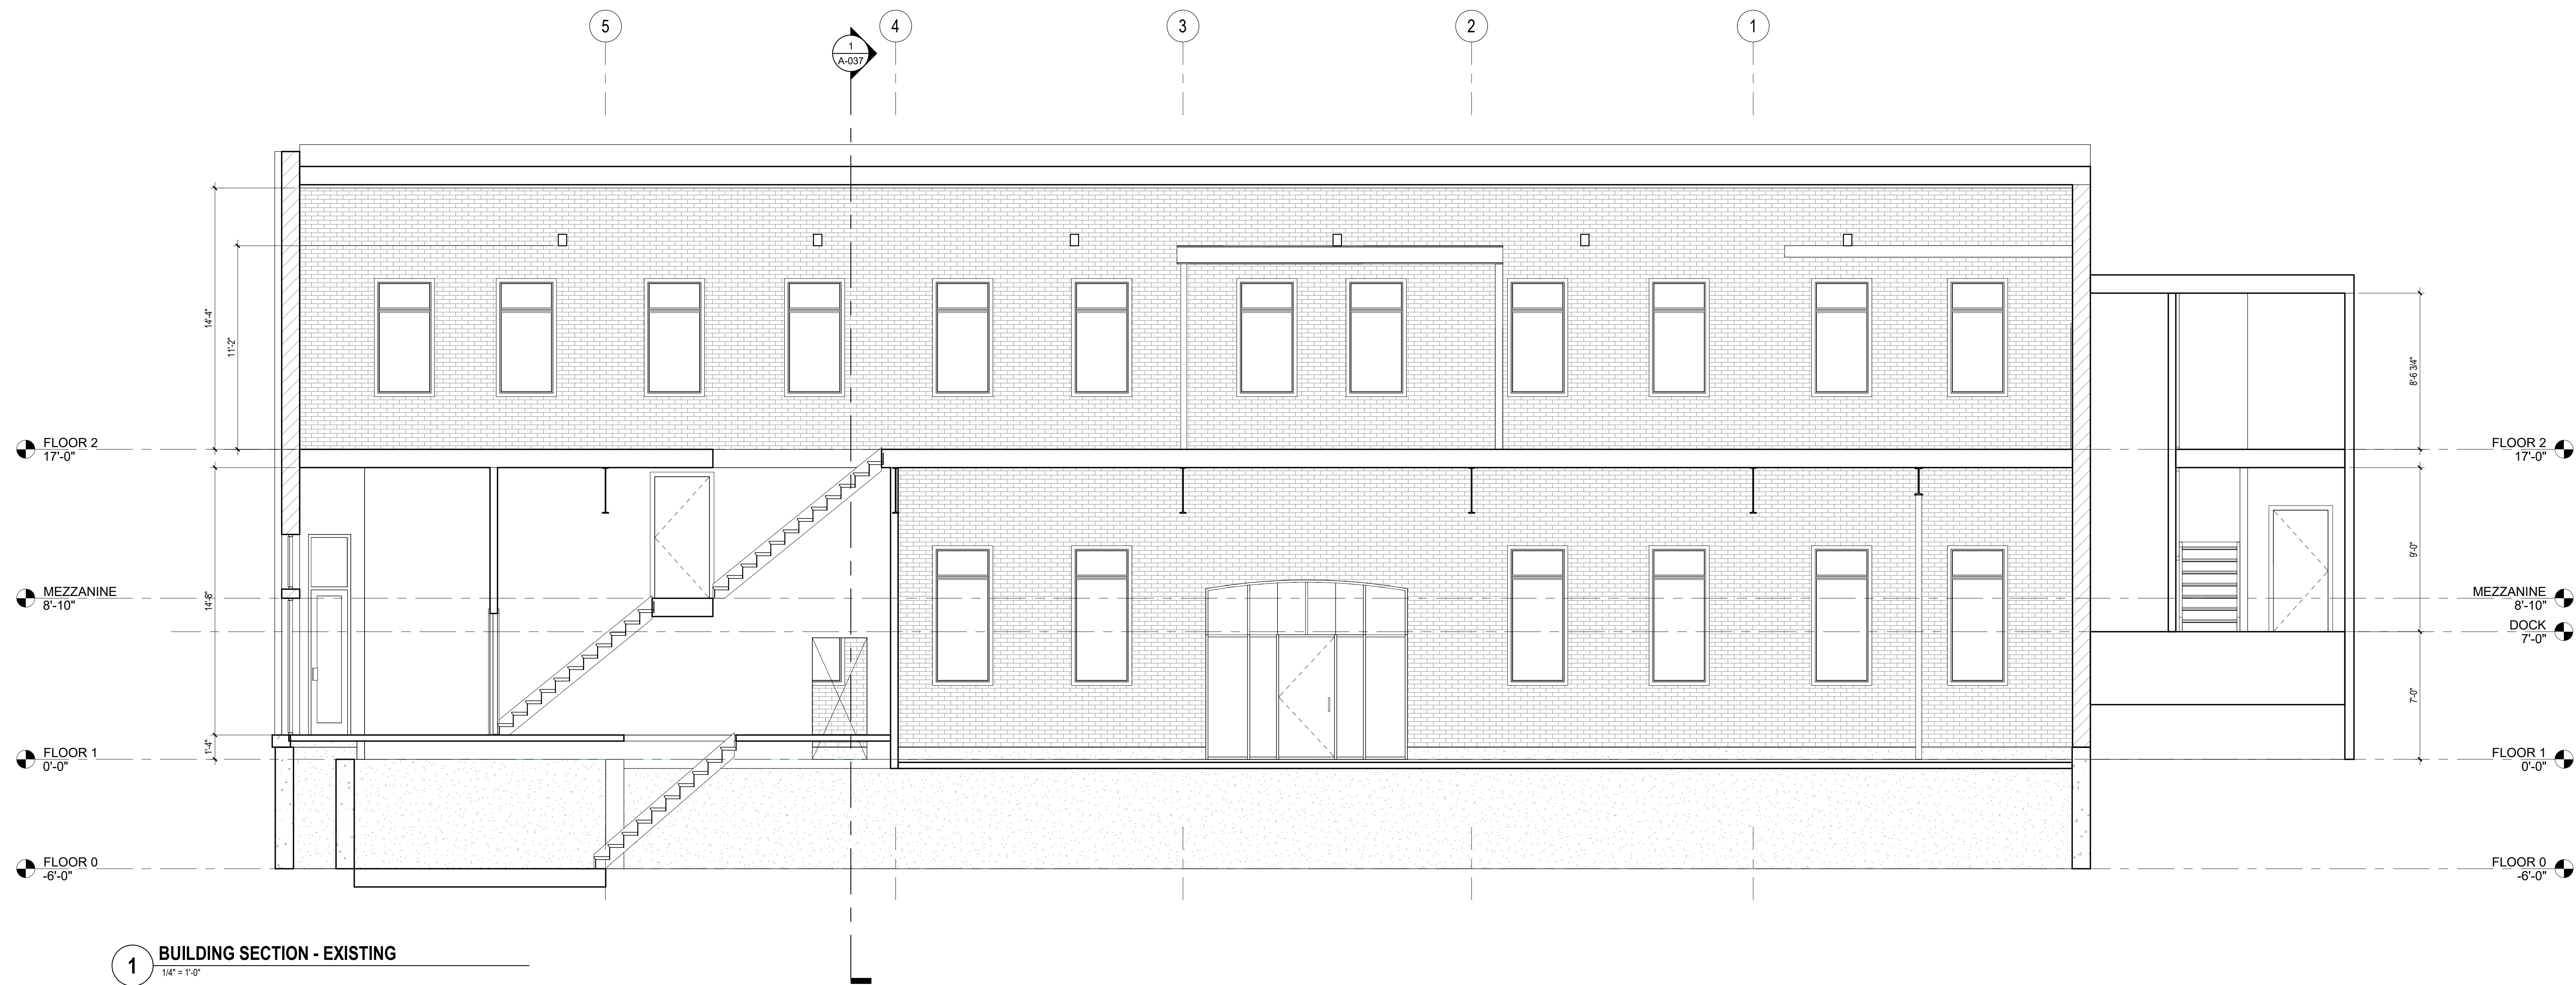 5
4
3
2
1
1
A-037
14'-4"
11'-2"
8'-6 3/4"
FLOOR 2
17'-0"
FLOOR 2
17'-0"
9'-0"
MEZZANINE
8'-10"
14'-8"
MEZZANINE
8'-10"
DOCK
7'-0"
7'-0"
FLOOR 1
0'-0"
1'-4"
FLOOR 1
0'-0"
FLOOR 0
-6'-0"
FLOOR 0
-6'-0"
1
BUILDING SECTION - EXISTING
1/4" = 1'-0"